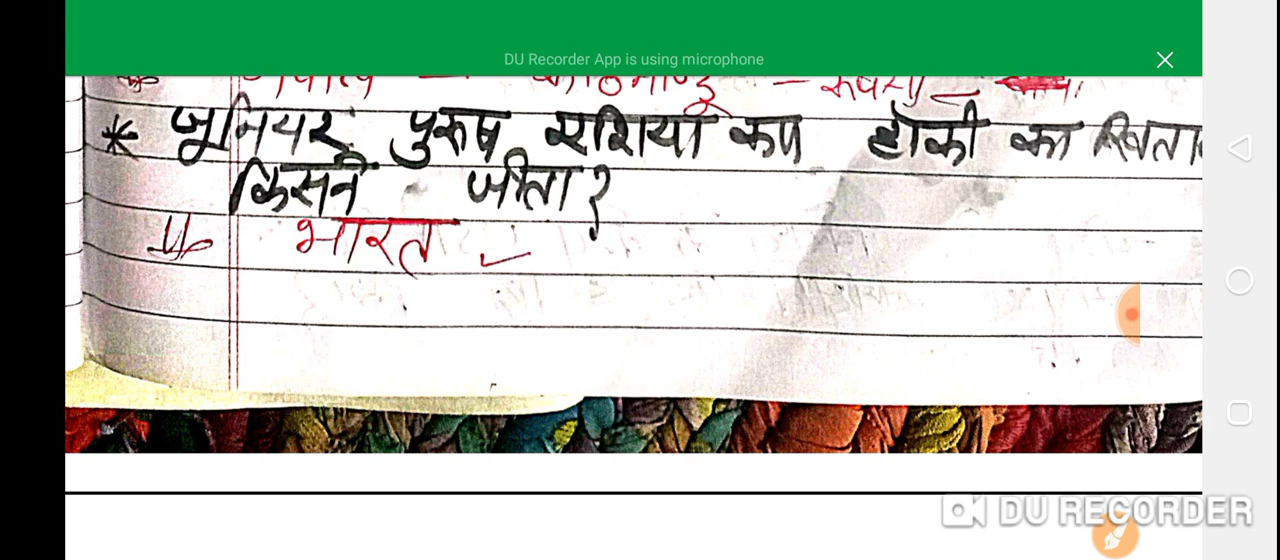 DU Recorder App is using microphone
* जूनियर पुरुष एशिया कप हॉकी का खिता
किसने जीता?
भारत
DU RECORDER